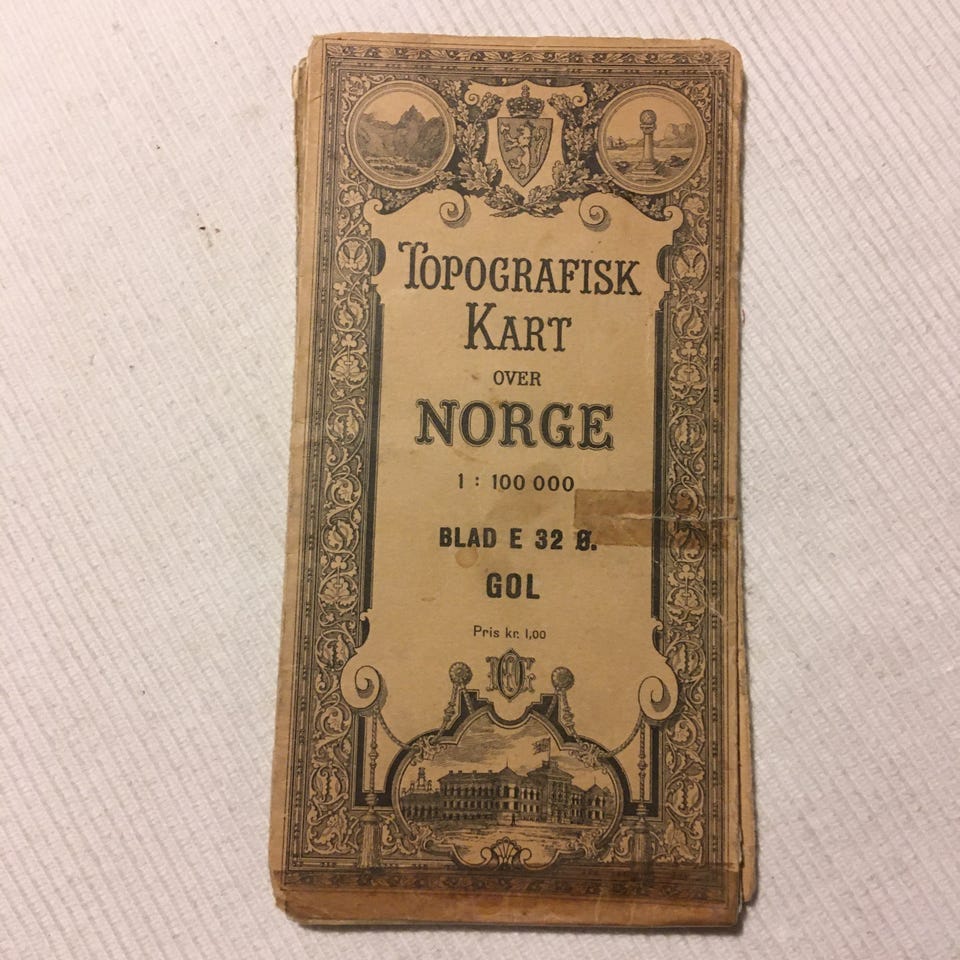 TOPOGRAFISK
KART
OVER
NORGE
1 : 100 000
BLAD E 32 Ø.
GOL
Pris kr. 1,00